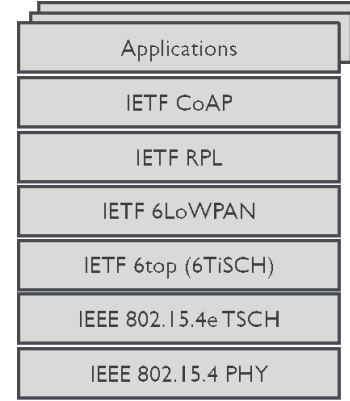 Applications
IETF CoAP
IETF RPL
IETF 6LoWPAN
IETF 6top (6TiSCH)
IEEE 802.15.4e TSCH
IEEE 802.15.4 PHY